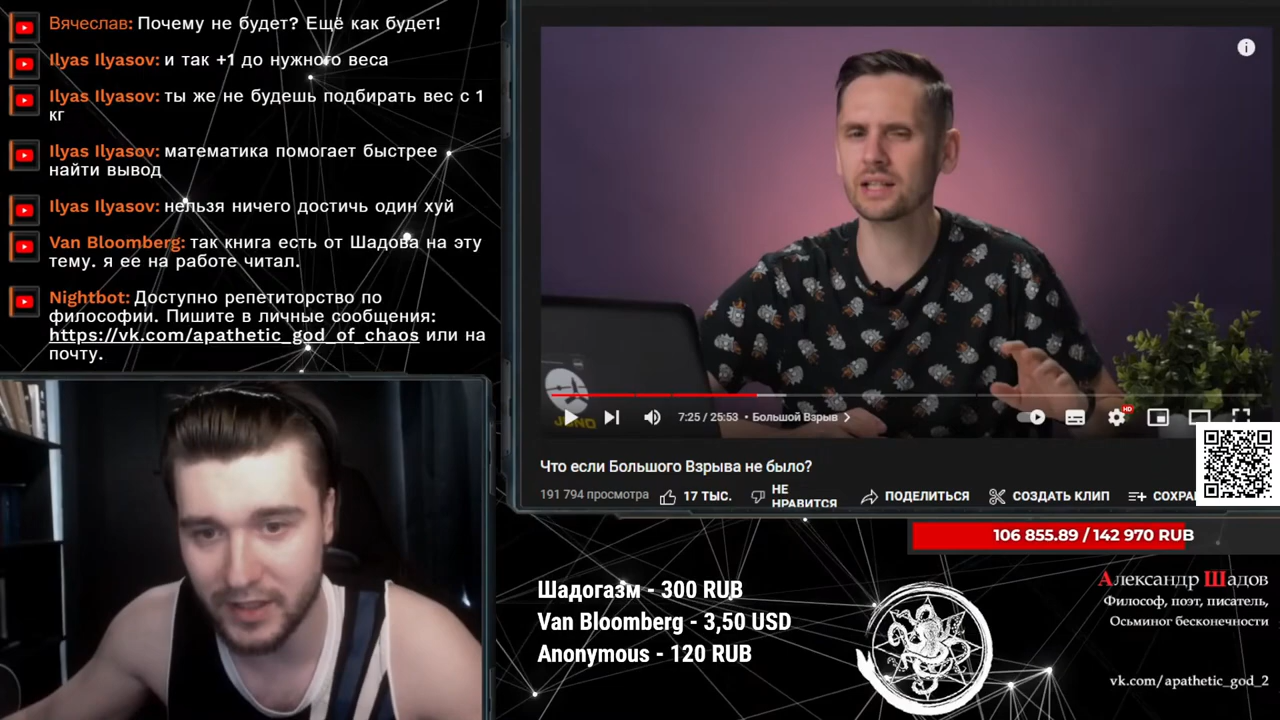 Вячеслав: Почему не будет? Ещё как будет!
Ilyas Ilyasov: и так +1 до нужного веса
Ilyas Ilyasov: ты же не будешь подбирать вес с 1
кг
Ilyas Ilyasov: математика помогает быстрее
найти вывод
Ilyas Ilyasov: нельзя ничего достичь один хуй
Van Bloomberg: так книга есть от Шадова на эту
тему. я ее на работе читал.
Nightbot: Доступно репетиторство по
философии. Пишите в личные сообщения:
https://vk.com/apathetic_god_of_chaos или на
почту.
7:25 / 25:53 • Большой Взрыв
HD
Что если Большого Взрыва не было?
191 794 просмотра
17 ТЫС.
НЕ
НРАВИТСЯ
ПОДЕЛИТЬСЯ
СОЗДАТЬ КЛИП
СОХРАН
106 855.89 / 142 970 RUB
Шадогазм - 300 RUB
Van Bloomberg - 3,50 USD
Anonymous - 120 RUB
Александр Шадов
Философ, поэт, писатель,
Осьминог бесконечности
vk.com/apathetic_god_2